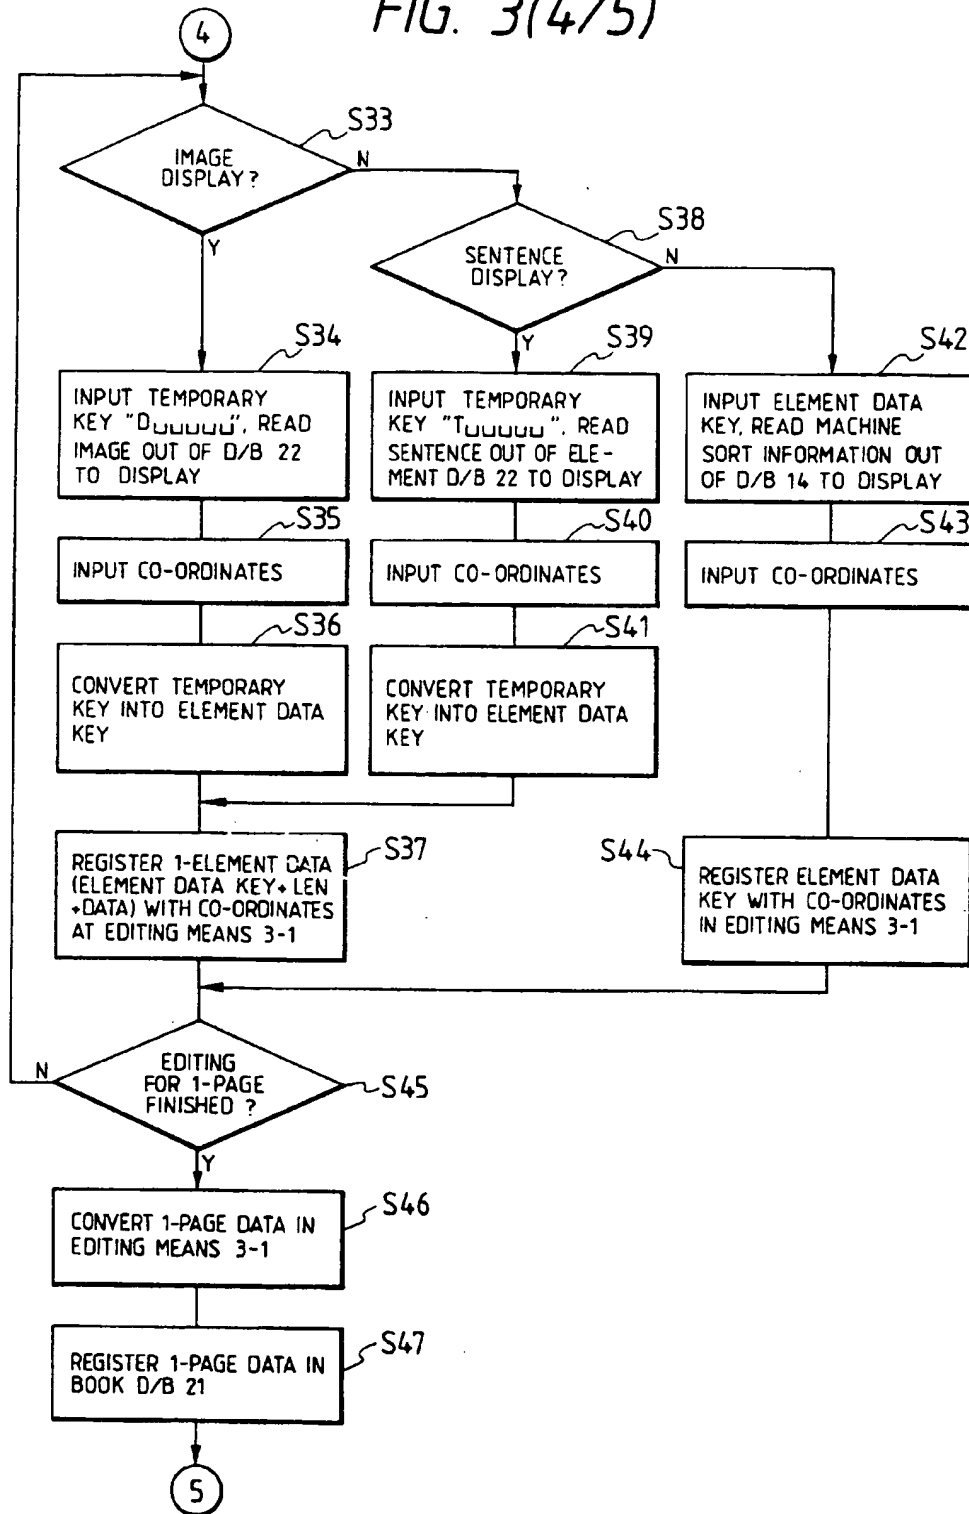 FIG. 3(4/5)
4
S33
IMAGE
DISPLAY?
N
Y
S38
SENTENCE
DISPLAY?
N
Y
S34
INPUT TEMPORARY
KEY "D␣␣␣␣␣", READ
IMAGE OUT OF D/B 22
TO DISPLAY
S39
INPUT TEMPORARY
KEY "T␣␣␣␣␣", READ
SENTENCE OUT OF ELE-
MENT D/B 22 TO DISPLAY
S42
INPUT ELEMENT DATA
KEY, READ MACHINE
SORT INFORMATION OUT
OF D/B 14 TO DISPLAY
S35
INPUT CO-ORDINATES
S40
INPUT CO-ORDINATES
S43
INPUT CO-ORDINATES
S36
CONVERT TEMPORARY
KEY INTO ELEMENT DATA
KEY
S41
CONVERT TEMPORARY
KEY INTO ELEMENT DATA
KEY
S37
REGISTER 1-ELEMENT DATA
(ELEMENT DATA KEY+LEN
+DATA) WITH CO-ORDINATES
AT EDITING MEANS 3-1
S44
REGISTER ELEMENT DATA
KEY WITH CO-ORDINATES
IN EDITING MEANS 3-1
N
EDITING
FOR 1-PAGE
FINISHED ?
S45
Y
S46
CONVERT 1-PAGE DATA IN
EDITING MEANS 3-1
S47
REGISTER 1-PAGE DATA IN
BOOK D/B 21
5